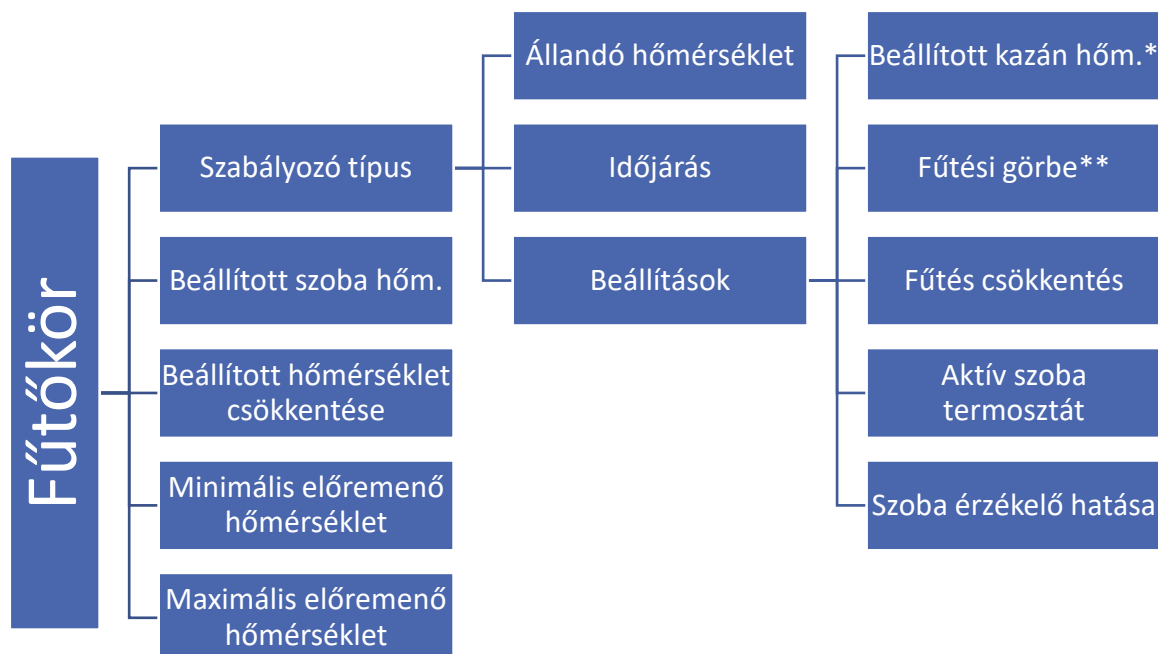 Fűtőkör
Szabályozó típus
Beállított szoba hőm.
Beállított hőmérséklet
csökkentése
Minimális előremenő
hőmérséklet
Maximális előremenő
hőmérséklet
Állandó hőmérséklet
Időjárás
Beállítások
Beállított kazán hőm.*
Fűtési görbe**
Fűtés csökkentés
Aktív szoba
termosztát
Szoba érzékelő hatása